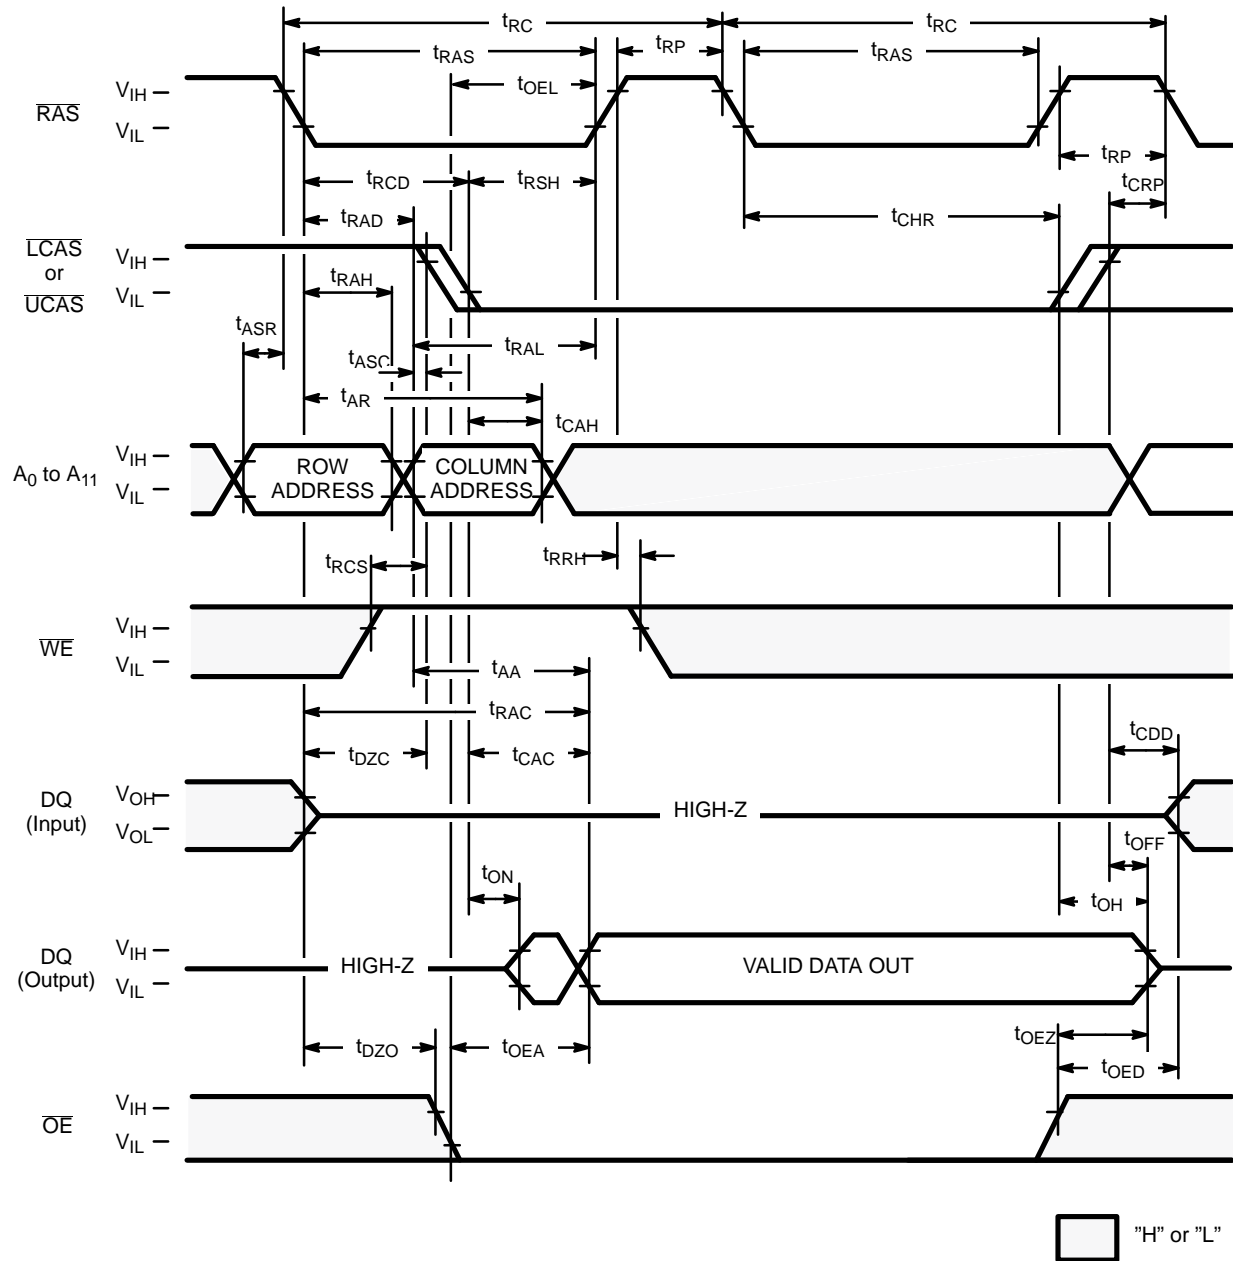 tRC tRC
tRAS tRP tRAS
tOEL
RAS VIH
VIL
tRP
tRCD tRSH
tCRP
tRAD tCHR
LCAS
or
UCAS
VIH
VIL
tRAH
tASR
tASC tRAL
tAR
tCAH
A0 to A11 VIH
VIL
ROW
ADDRESS
COLUMN
ADDRESS
tRCS tRRH
WE VIH
VIL
tAA
tRAC
tDZC tCAC tCDD
DQ
(Input)
VOH
VOL
HIGH-Z
tOFF
tON
tOH
DQ
(Output)
VIH
VIL
HIGH-Z VALID DATA OUT
tDZO tOEA tOEZ
tOED
OE VIH
VIL
"H" or "L"